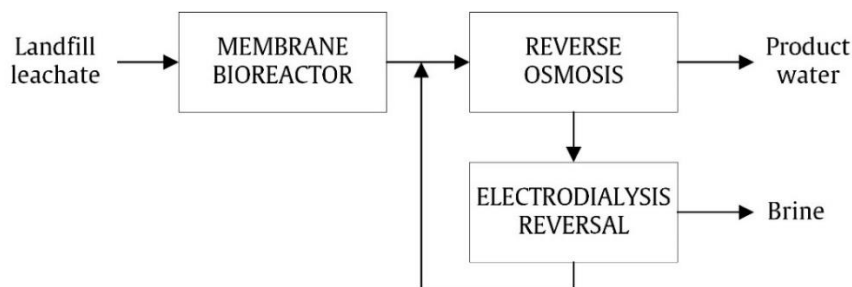 Landfill
leachate
MEMBRANE
BIOREACTOR
REVERSE
OSMOSIS
Product
water
ELECTRODIALYSIS
REVERSAL
Brine